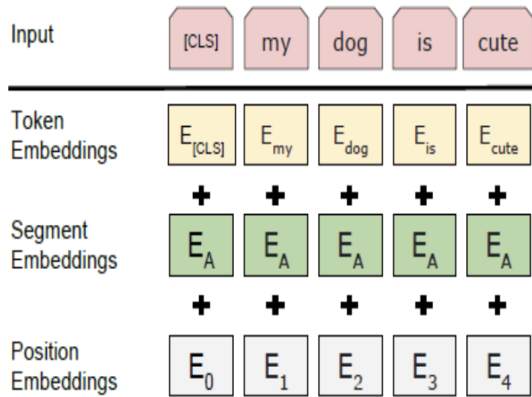 Input [CLS] my dog is cute
Token Embeddings E[CLS] Emy Edog Eis Ecute
+ + + + +
Segment Embeddings EA EA EA EA EA
+ + + + +
Position Embeddings E0 E1 E2 E3 E4